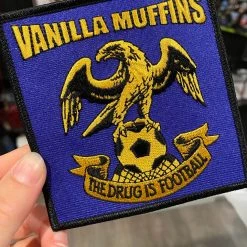 VANILLA MUFFINS
THE DRUG IS FOOTBALL